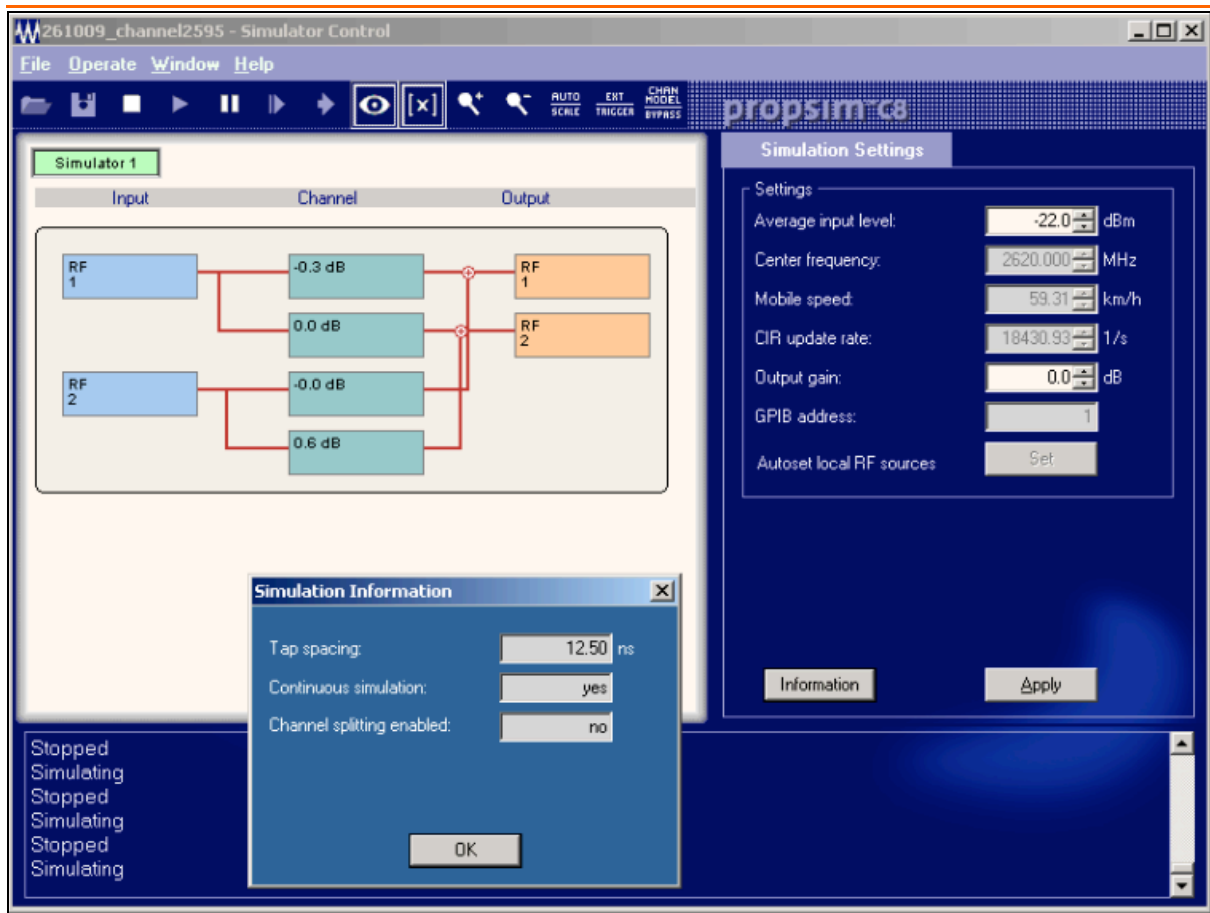 261009_channel2595 - Simulator Control
File Operate Window Help
AUTO SCALE
EXT TRIGGER
CHAN MODEL BYPASS
propsim™C8
Simulator 1
Input Channel Output
RF 1
-0.3 dB
RF 1
0.0 dB
RF 2
RF 2
-0.0 dB
0.6 dB
Simulation Settings
Settings
Average input level: -22.0 dBm
Center frequency: 2620.000 MHz
Mobile speed: 59.31 km/h
CIR update rate: 18430.93 1/s
Output gain: 0.0 dB
GPIB address: 1
Autoset local RF sources Set
Information Apply
Simulation Information
Tap spacing: 12.50 ns
Continuous simulation: yes
Channel splitting enabled: no
OK
Stopped
Simulating
Stopped
Simulating
Stopped
Simulating